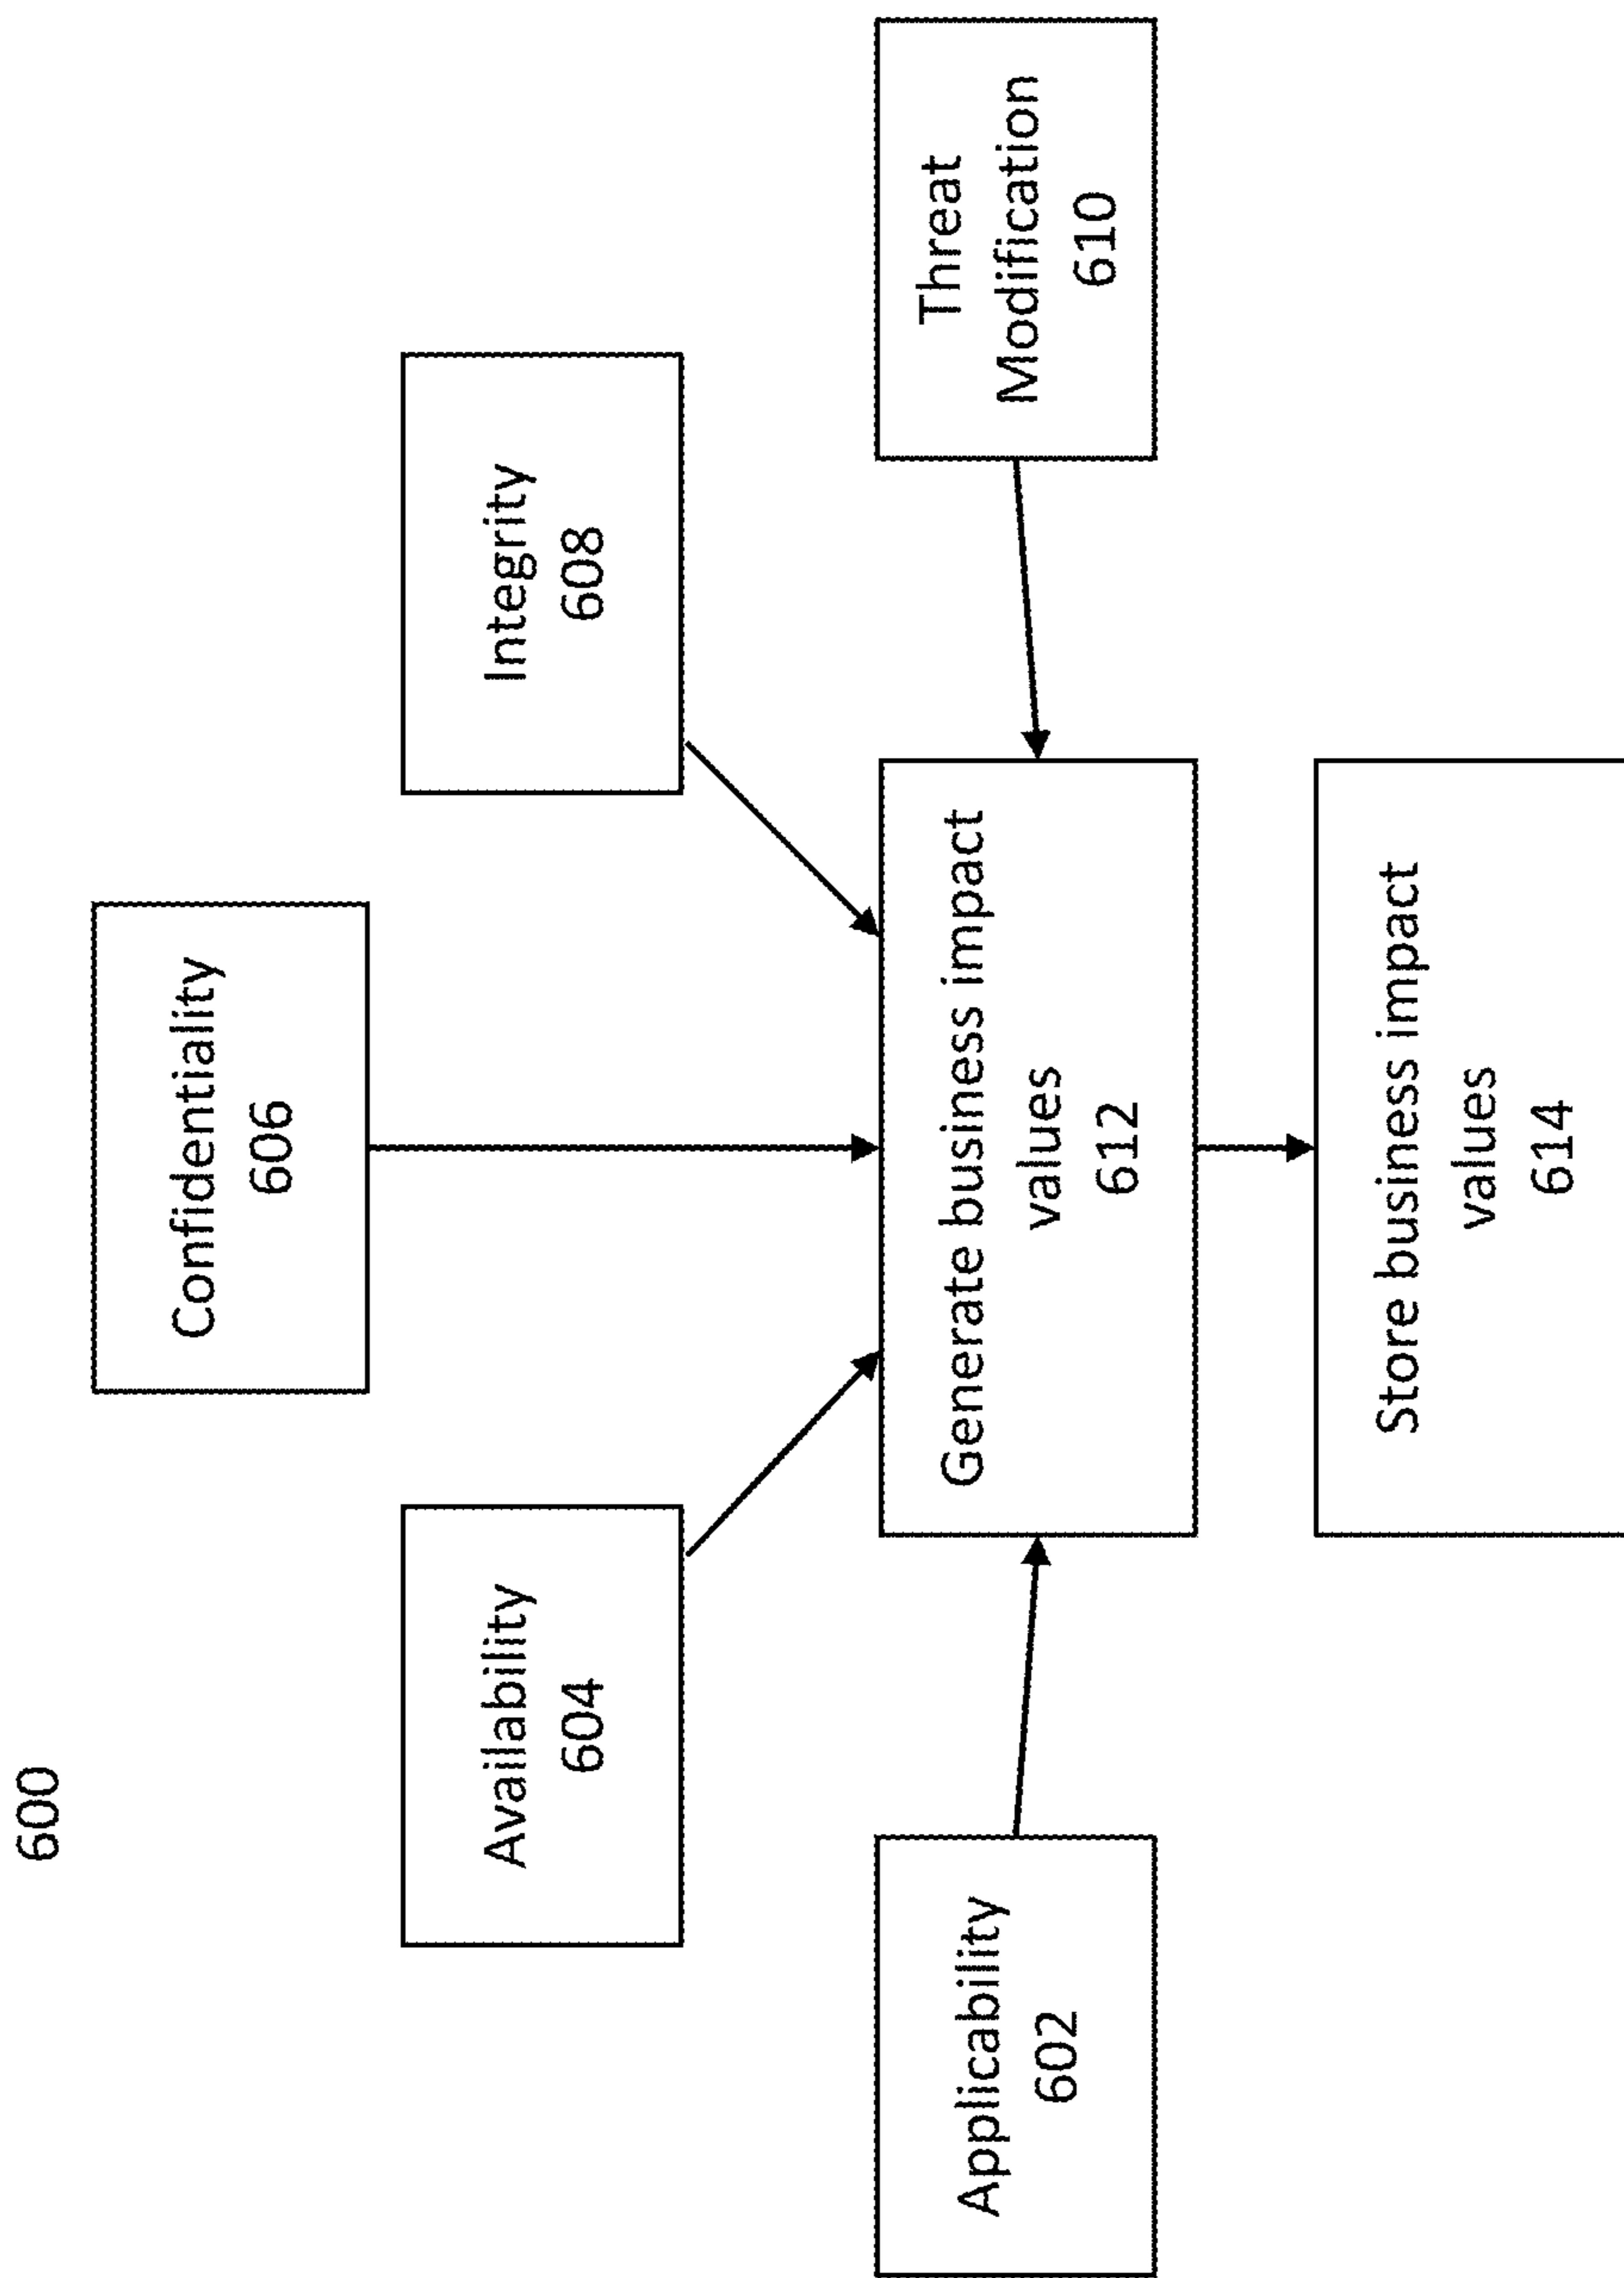 600
Confidentiality
606
Availability
604
Integrity
608
Applicability
602
Generate business impact
values
612
Threat
Modification
610
Store business impact
values
614